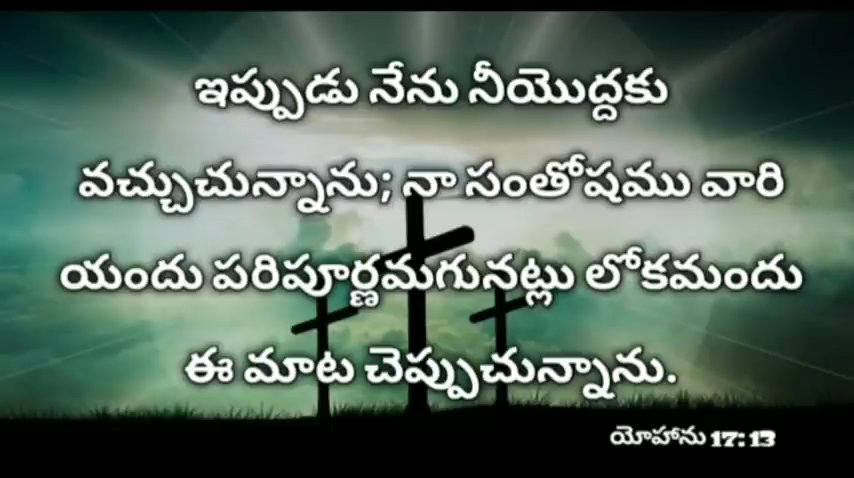 ఇప్పుడు నేను నీయొద్దకు
వచ్చుచున్నాను; నా సంతోషము వారి
యందు పరిపూర్ణమగునట్లు లోకమందు
ఈ మాట చెప్పుచున్నాను.
యోహాను 17:13